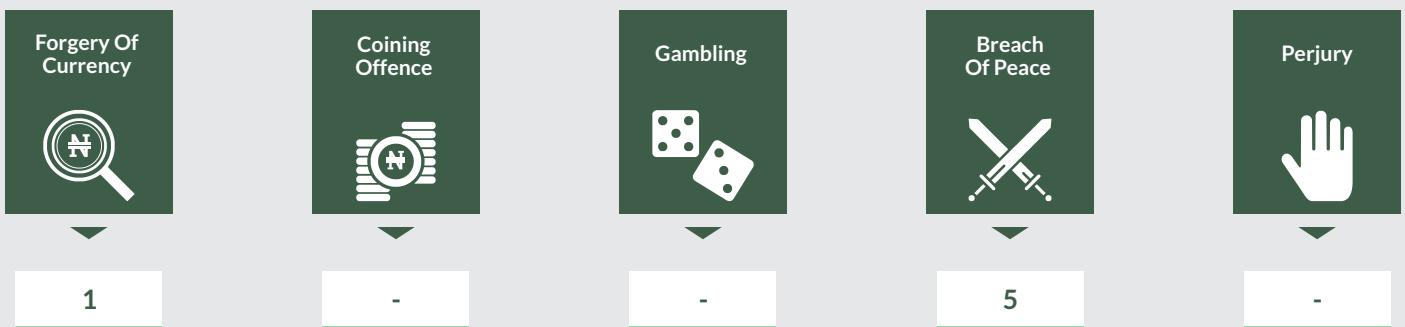 Forgery Of
Currency
Coining
Offence
Gambling
Breach
Of Peace
Perjury
₦
₦
1
-
-
5
-